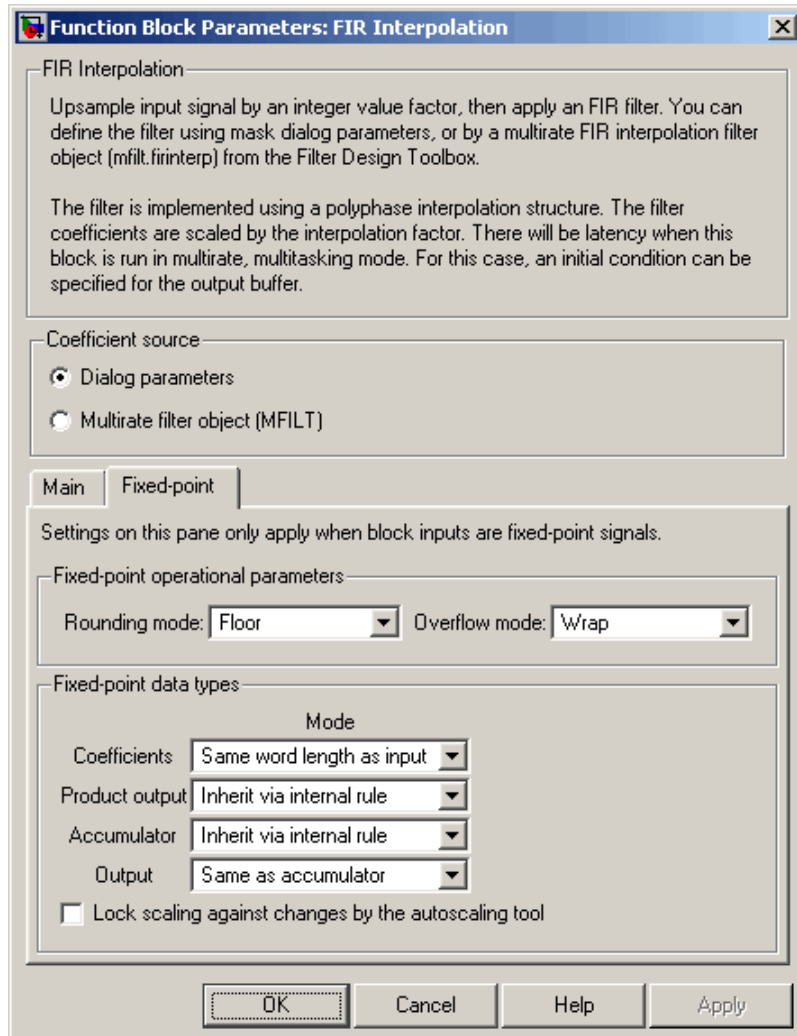 Function Block Parameters: FIR Interpolation
FIR Interpolation
Upsample input signal by an integer value factor, then apply an FIR filter. You can
define the filter using mask dialog parameters, or by a multirate FIR interpolation filter
object (mfilt.firinterp) from the Filter Design Toolbox.
The filter is implemented using a polyphase interpolation structure. The filter
coefficients are scaled by the interpolation factor. There will be latency when this
block is run in multirate, multitasking mode. For this case, an initial condition can be
specified for the output buffer.
Coefficient source
Dialog parameters
Multirate filter object (MFILT)
Main Fixed-point
Settings on this pane only apply when block inputs are fixed-point signals.
Fixed-point operational parameters
Rounding mode: Floor Overflow mode: Wrap
Fixed-point data types
Mode
Coefficients Same word length as input
Product output Inherit via internal rule
Accumulator Inherit via internal rule
Output Same as accumulator
Lock scaling against changes by the autoscaling tool
OK Cancel Help Apply